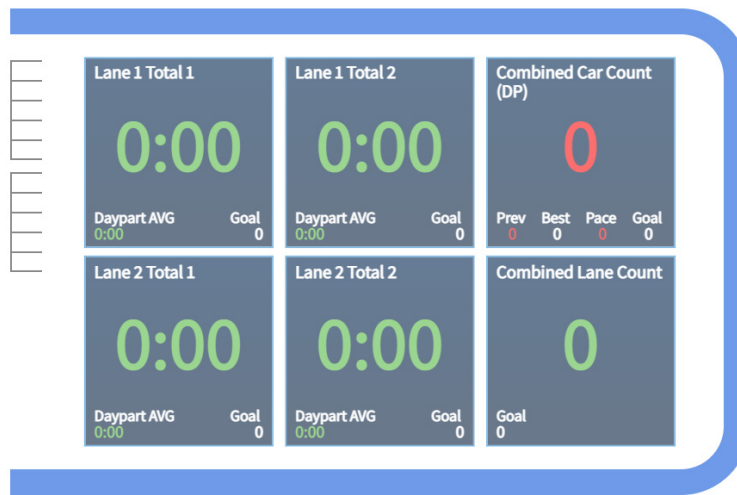 Lane 1 Total 1
0:00
Daypart AVG Goal
0:00 0
Lane 1 Total 2
0:00
Daypart AVG Goal
0:00 0
Combined Car Count
(DP)
0
Prev Best Pace Goal
0 0 0 0
Lane 2 Total 1
0:00
Daypart AVG Goal
0:00 0
Lane 2 Total 2
0:00
Daypart AVG Goal
0:00 0
Combined Lane Count
0
Goal
0